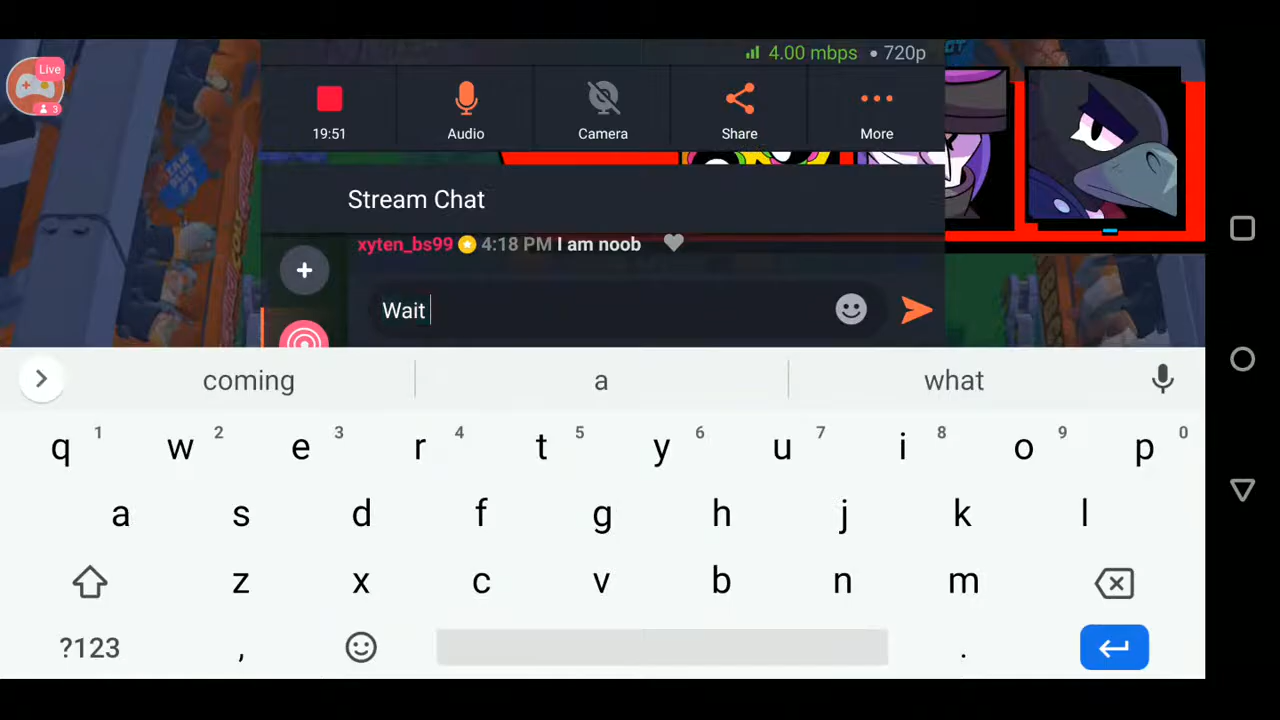 4.00 mbps • 720p
Live
3
19:51
Audio
Camera
Share
More
Stream Chat
xyten_bs99 4:18 PM I am noob
Wait
coming a what
q 1 w 2 e 3 r 4 t 5 y 6 u 7 i 8 o 9 p 0
a s d f g h j k l
z x c v b n m
?123 , .